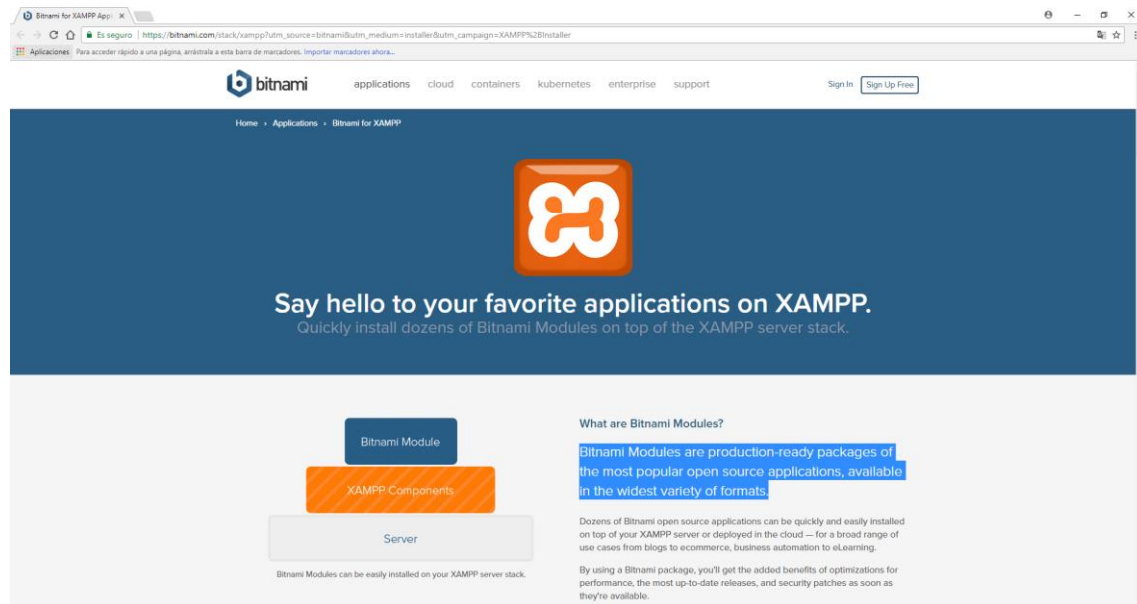 Bitnami for XAMPP Appl
Es seguro | https://bitnami.com/stack/xampp?utm_source=bitnami&utm_medium=installer&utm_campaign=XAMPP%2BInstaller
Aplicaciones Para acceder rápido a una página, arrástrala a esta barra de marcadores. Importar marcadores ahora...
bitnami applications cloud containers kubernetes enterprise support Sign In Sign Up Free
Home › Applications › Bitnami for XAMPP
Say hello to your favorite applications on XAMPP.
Quickly install dozens of Bitnami Modules on top of the XAMPP server stack.
Bitnami Module
XAMPP Components
Server
Bitnami Modules can be easily installed on your XAMPP server stack.
What are Bitnami Modules?
Bitnami Modules are production-ready packages of
the most popular open source applications, available
in the widest variety of formats.
Dozens of Bitnami open source applications can be quickly and easily installed
on top of your XAMPP server or deployed in the cloud — for a broad range of
use cases from blogs to ecommerce, business automation to eLearning.
By using a Bitnami package, you'll get the added benefits of optimizations for
performance, the most up-to-date releases, and security patches as soon as
they're available.